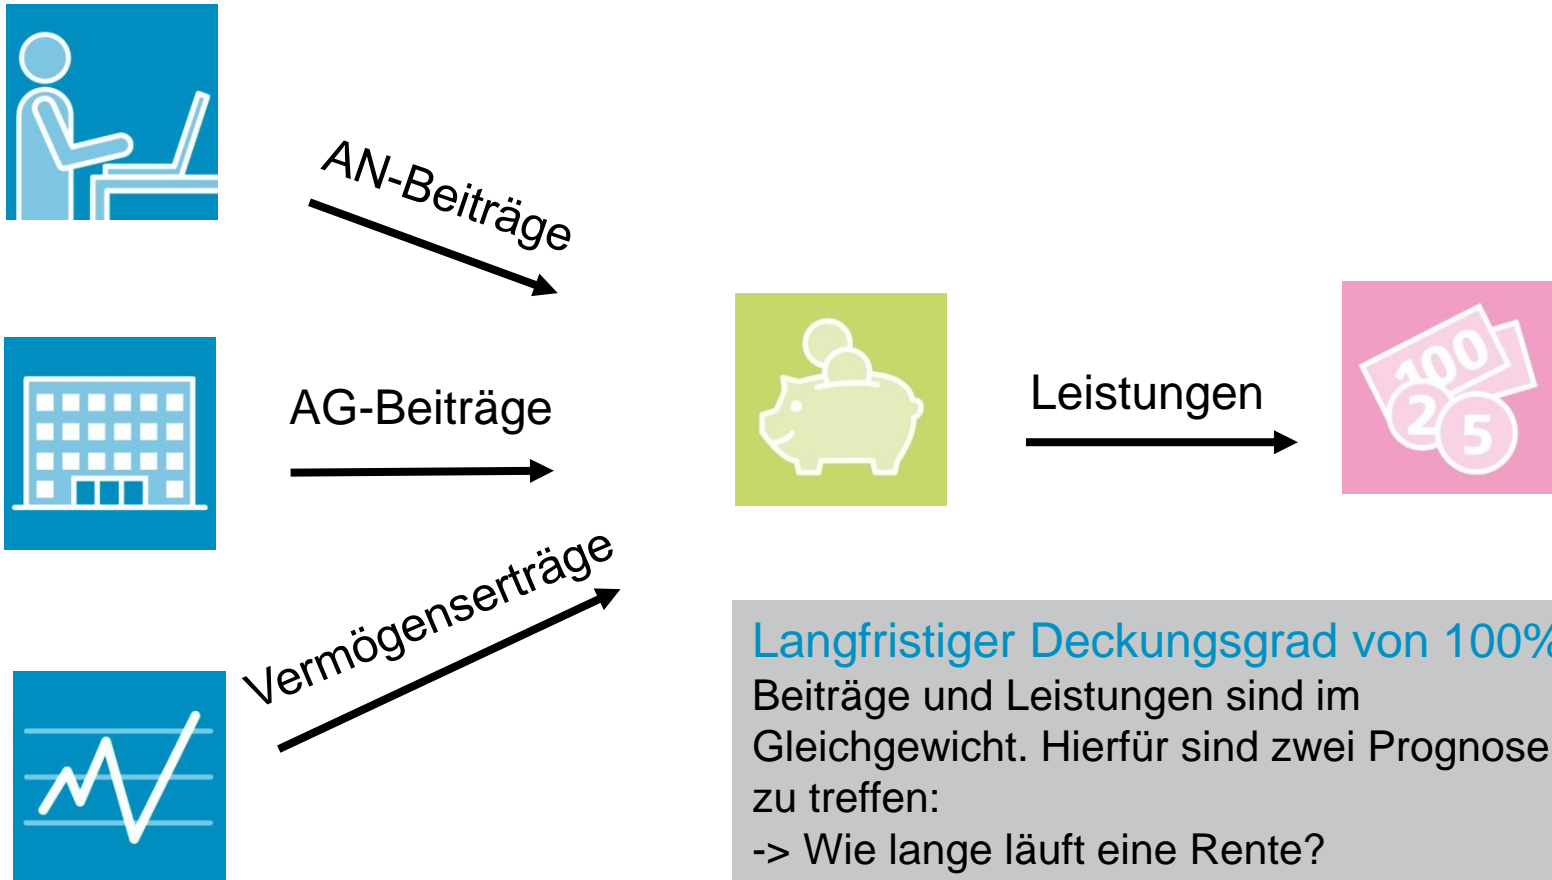 AN-Beiträge
AG-Beiträge
Vermögenserträge
Leistungen
100
2
5
Langfristiger Deckungsgrad von 100%
Beiträge und Leistungen sind im
Gleichgewicht. Hierfür sind zwei Prognose
zu treffen:
-> Wie lange läuft eine Rente?